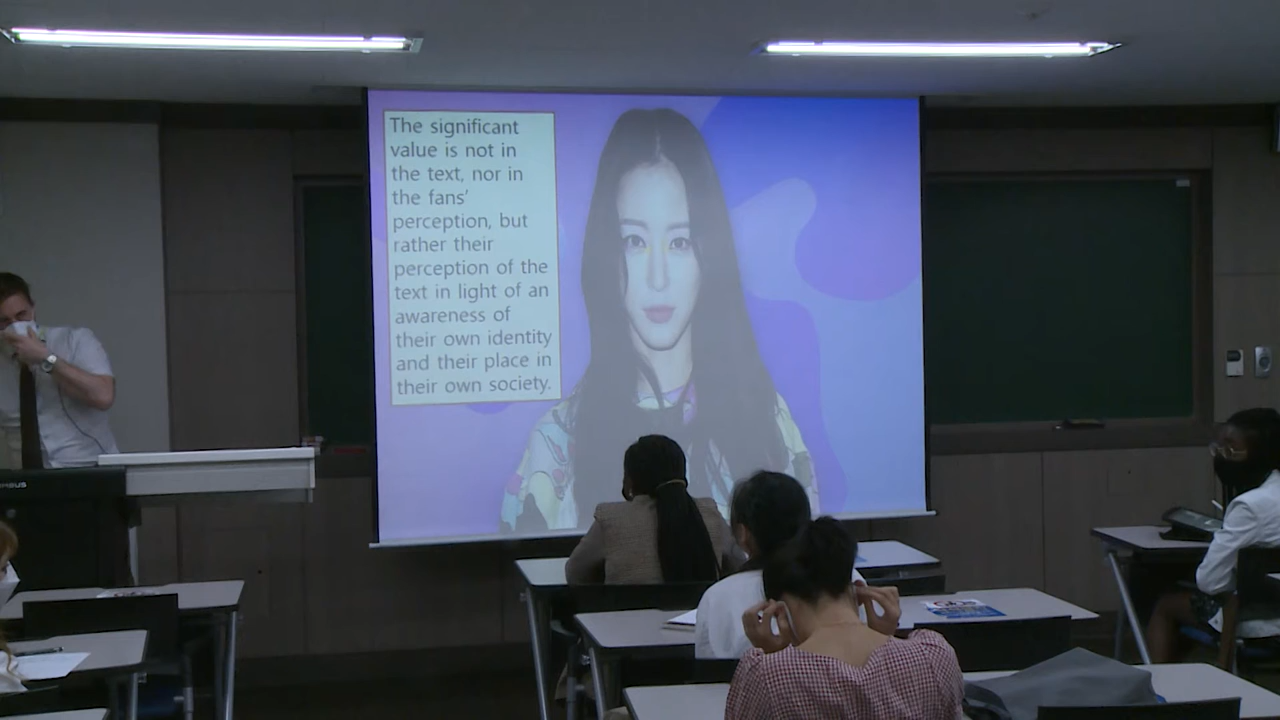 The significant
value is not in
the text, nor in
the fans'
perception, but
rather their
perception of the
text in light of an
awareness of
their own identity
and their place in
their own society.